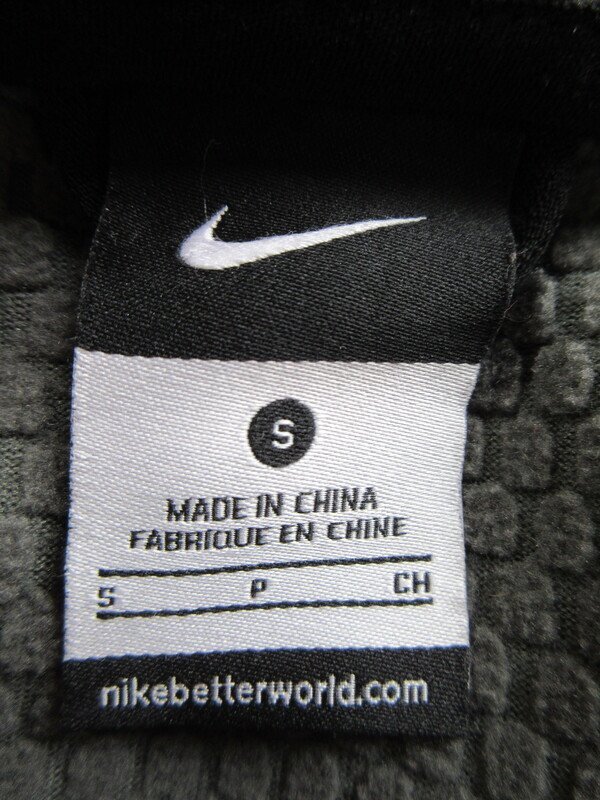 S
MADE IN CHINA
FABRIQUE EN CHINE
S P CH
nikebetterworld.com